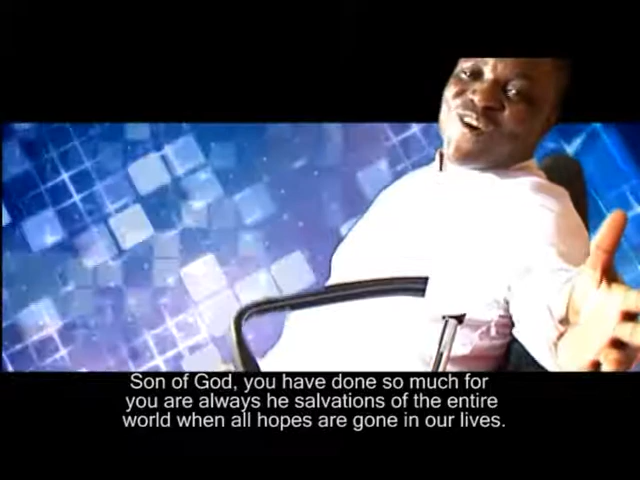 Son of God, you have done so much for
you are always he salvations of the entire
world when all hopes are gone in our lives.